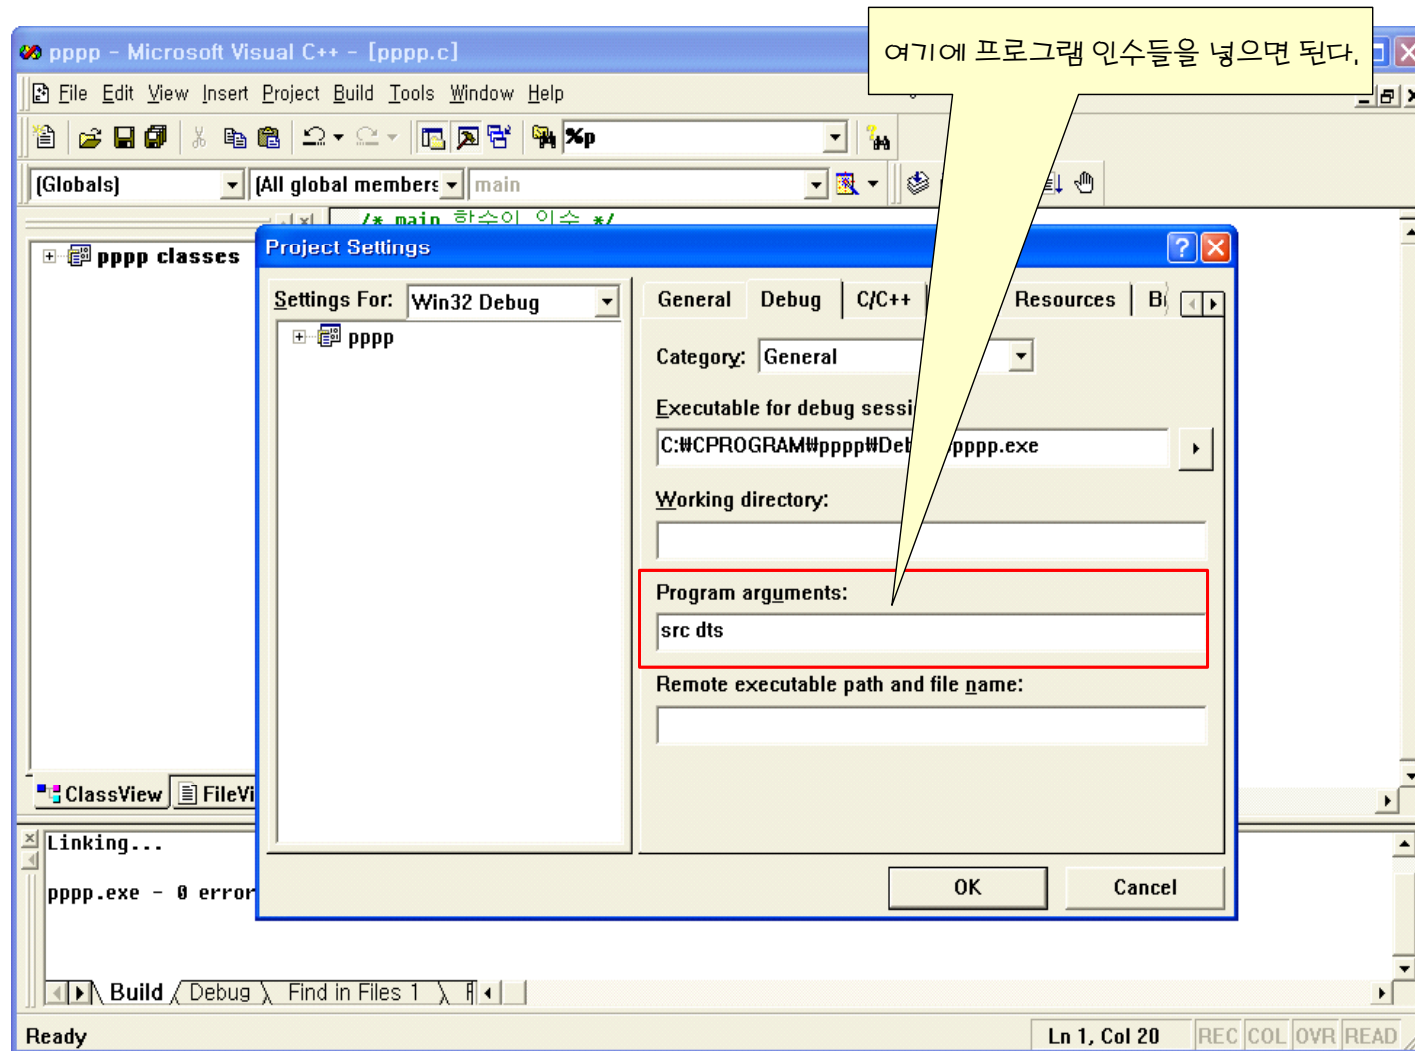 여기에 프로그램 인수들을 넣으면 된다.
pppp - Microsoft Visual C++ - [pppp.c]
File Edit View Insert Project Build Tools Window Help
%p
(Globals)
(All global members
main
/* main 함수의 인수 */
pppp classes
Project Settings
Settings For: Win32 Debug
pppp
General Debug C/C++ Resources
Category: General
Executable for debug
C:\CPROGRAM\pppp\ pppp.exe
Working directory:
Program arguments:
src dts
Remote executable path and file name:
OK Cancel
ClassView
Linking...
pppp.exe - 0 error
Build Debug Find in Files 1
Ready
Ln 1, Col 20 REC COL OVR READ